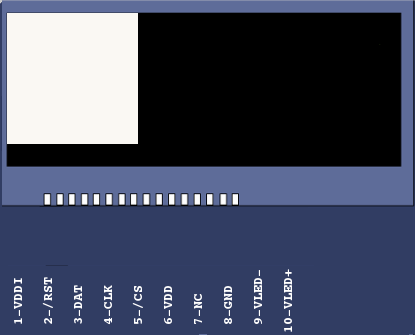 1-VDDI
2-/RST
3-DAT
4-CLK
5-/CS
6-VDD
7-NC
8-GND
9-VLED-
10-VLED+